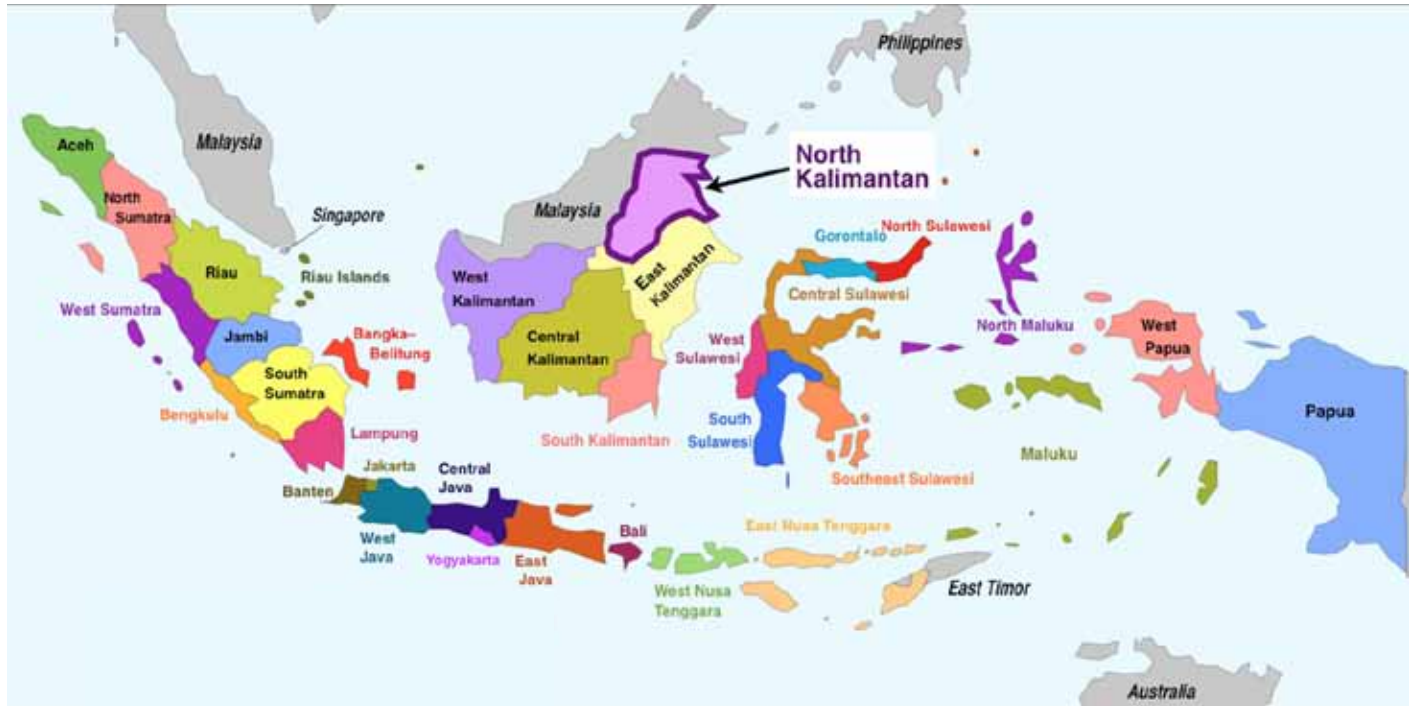 Philippines
Aceh
Malaysia
North
Kalimantan
North
Sumatra
Singapore
Malaysia
North Sulawesi
Gorontalo
Riau
Riau Islands
West
Kalimantan
East
Kalimantan
Central Sulawesi
West Sumatra
Jambi
Bangka–
Belitung
Central
Kalimantan
West
Sulawesi
North Maluku
West
Papua
South
Sumatra
Bengkulu
Lampung
South Kalimantan
South
Sulawesi
Papua
Maluku
Southeast Sulawesi
Jakarta
Banten
Central
Java
West
Java
Yogyakarta
East
Java
Bali
East Nusa Tenggara
West Nusa
Tenggara
East Timor
Australia